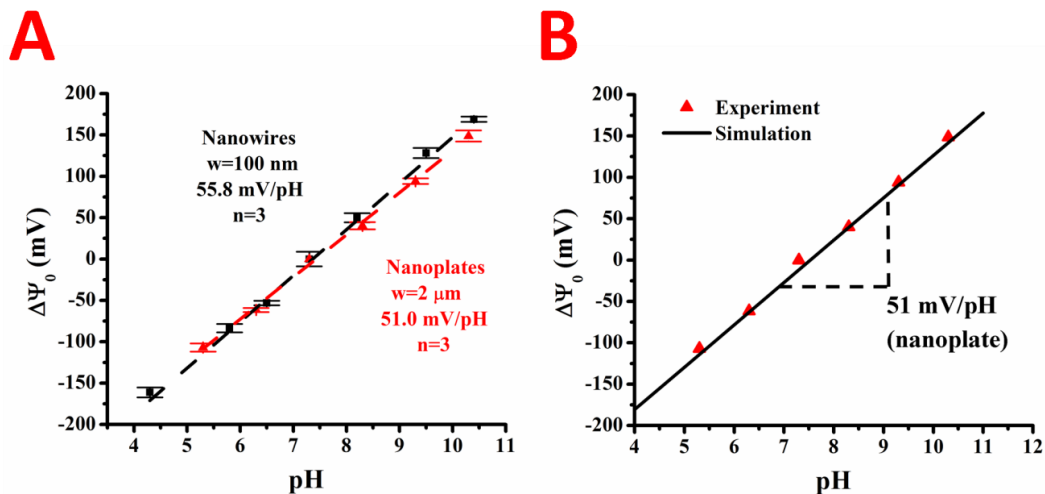 A
ΔΨ₀ (mV)
200
150
100
50
0
-50
-100
-150
-200
4
5
6
7
8
9
10
11
pH
Nanowires
w=100 nm
55.8 mV/pH
n=3
Nanoplates
w=2 μm
51.0 mV/pH
n=3
B
ΔΨ₀ (mV)
200
150
100
50
0
-50
-100
-150
-200
4
5
6
7
8
9
10
11
12
pH
Experiment
Simulation
51 mV/pH
(nanoplate)